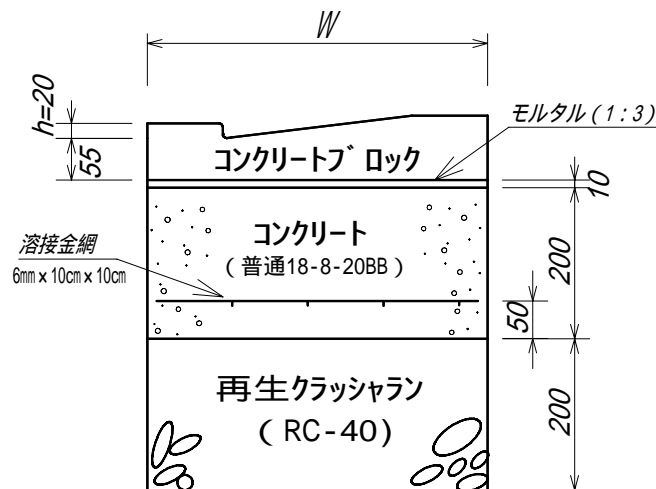 W
h=20
モルタル(1:3)
55
コンクリートブロック
10
コンクリート
溶接金網
(普通18-8-20BB)
200
6mm×10cm×10cm
50
再生クラッシャラン
(RC-40)
200